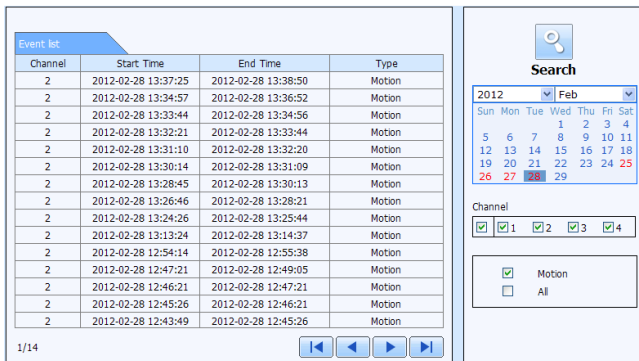 Event list
Channel Start Time End Time Type
2 2012-02-28 13:37:25 2012-02-28 13:38:50 Motion
2 2012-02-28 13:34:57 2012-02-28 13:36:52 Motion
2 2012-02-28 13:33:44 2012-02-28 13:34:56 Motion
2 2012-02-28 13:32:21 2012-02-28 13:33:44 Motion
2 2012-02-28 13:31:10 2012-02-28 13:32:20 Motion
2 2012-02-28 13:30:14 2012-02-28 13:31:09 Motion
2 2012-02-28 13:28:45 2012-02-28 13:30:13 Motion
2 2012-02-28 13:26:46 2012-02-28 13:28:21 Motion
2 2012-02-28 13:24:26 2012-02-28 13:25:44 Motion
2 2012-02-28 13:13:24 2012-02-28 13:14:37 Motion
2 2012-02-28 12:54:14 2012-02-28 12:55:38 Motion
2 2012-02-28 12:47:21 2012-02-28 12:49:05 Motion
2 2012-02-28 12:46:21 2012-02-28 12:47:21 Motion
2 2012-02-28 12:45:26 2012-02-28 12:46:21 Motion
2 2012-02-28 12:43:49 2012-02-28 12:45:26 Motion
1/14
Search
2012 Feb
Sun Mon Tue Wed Thu Fri Sat
1 2 3 4
5 6 7 8 9 10 11
12 13 14 15 16 17 18
19 20 21 22 23 24 25
26 27 28 29
Channel
1 2 3 4
Motion
All